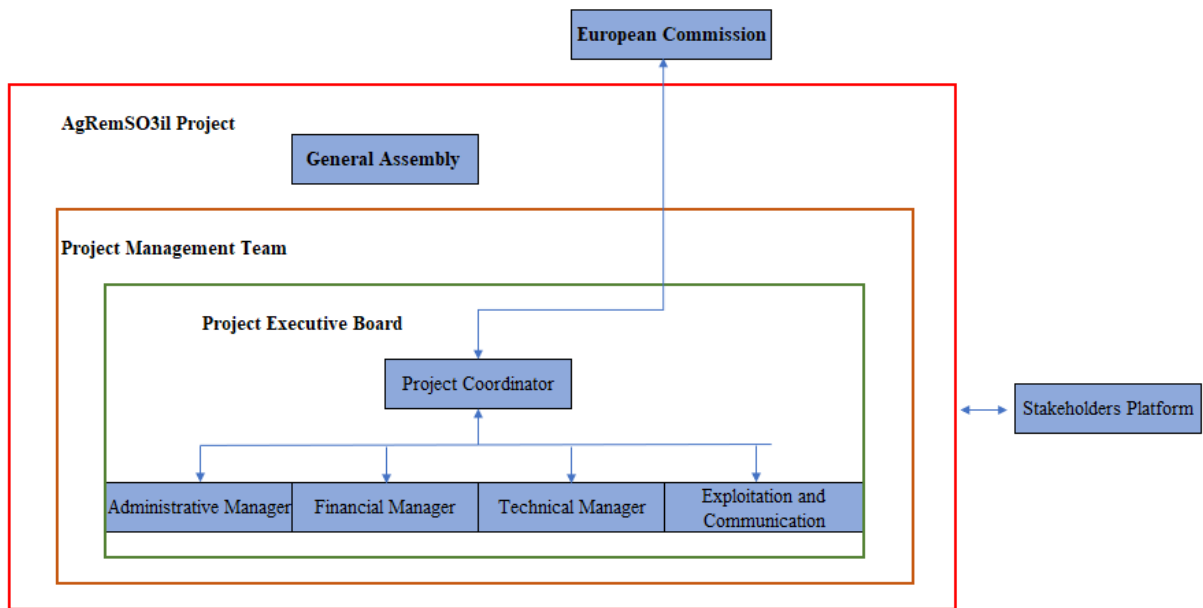 European Commission
AgRemSO3il Project
General Assembly
Project Management Team
Project Executive Board
Project Coordinator
Stakeholders Platform
Administrative Manager
Financial Manager
Technical Manager
Exploitation and
Communication